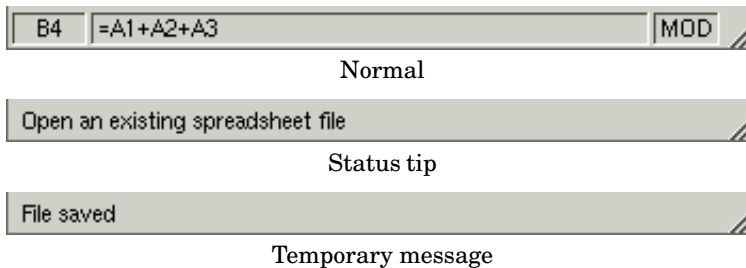 B4 =A1+A2+A3 MOD
Normal
Open an existing spreadsheet file
Status tip
File saved
Temporary message